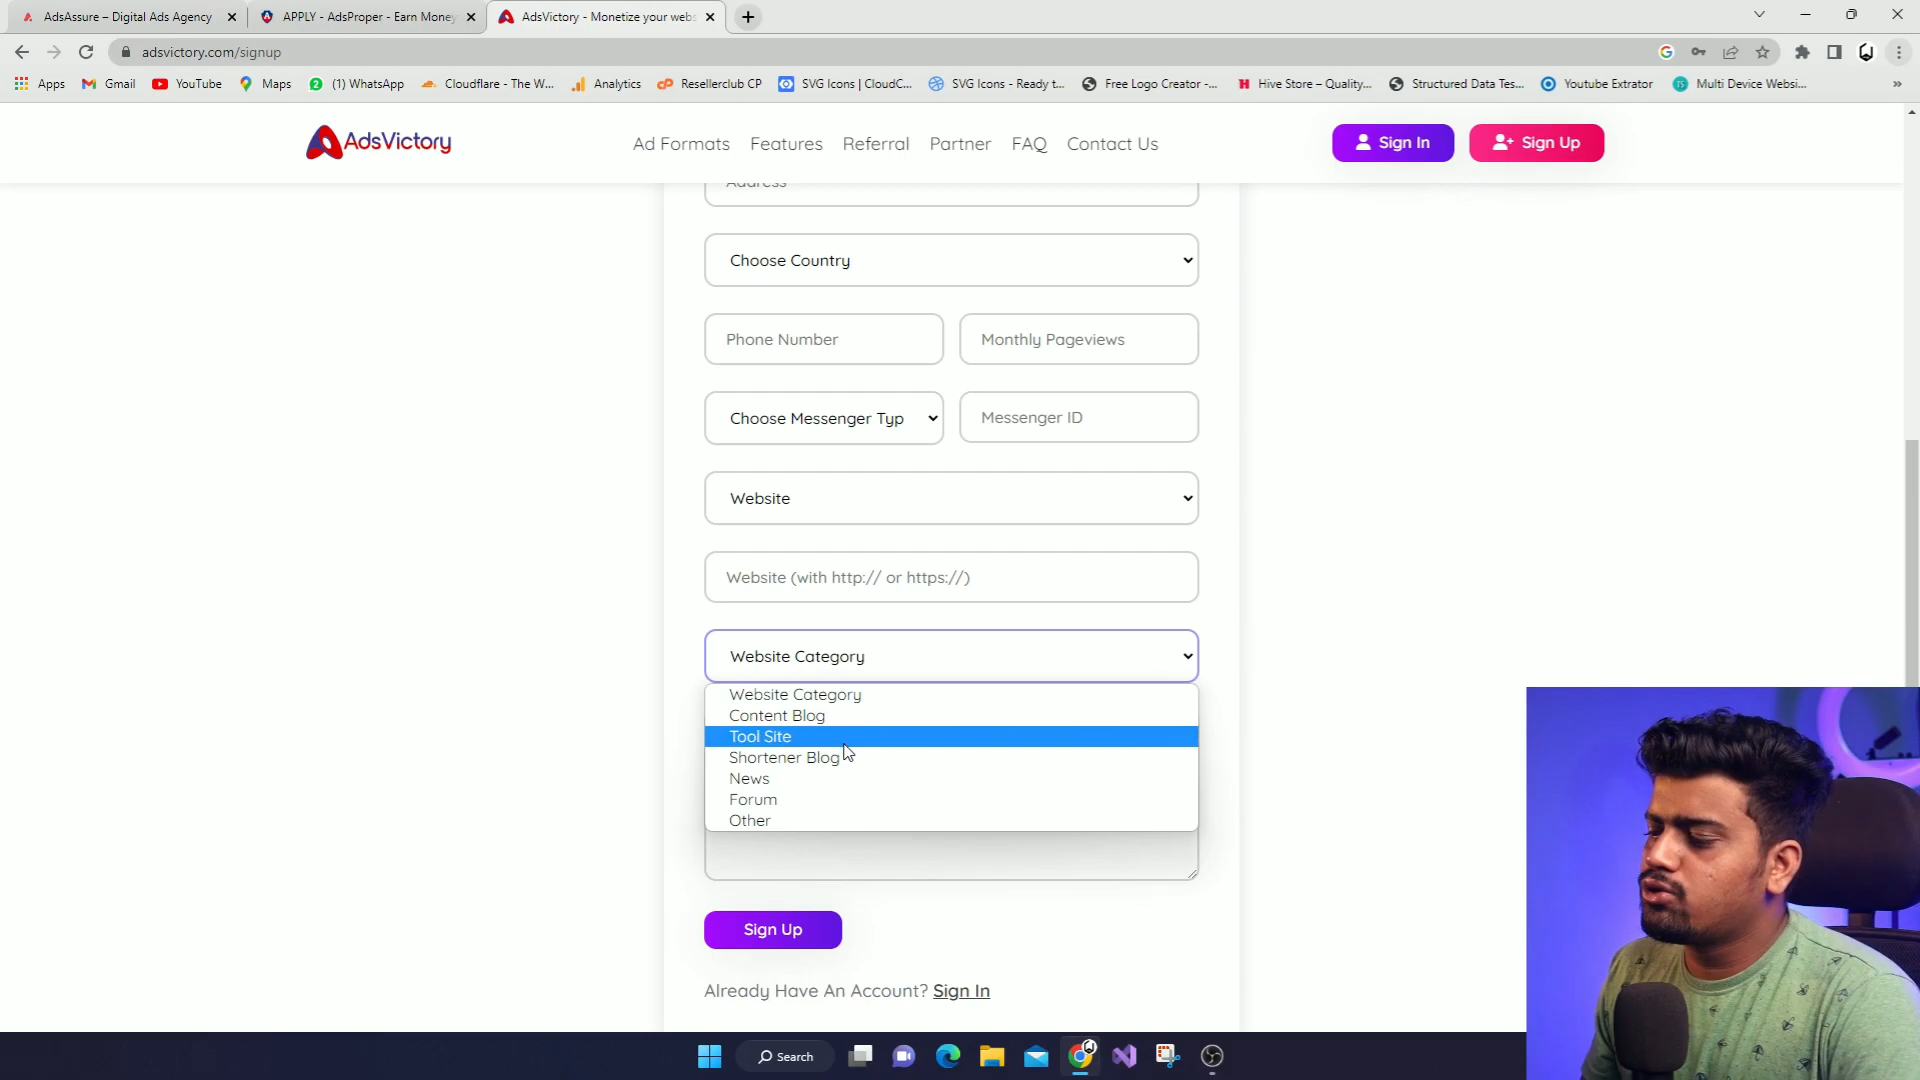 AdsAssure – Digital Ads Agency
APPLY - AdsProper - Earn Money
AdsVictory - Monetize your webs
adsvictory.com/signup
Apps
Gmail
YouTube
Maps
(1) WhatsApp
Cloudflare - The W...
Analytics
Resellerclub CP
SVG Icons | CloudC...
SVG Icons - Ready t...
Free Logo Creator -...
Hive Store – Quality,...
Structured Data Tes...
Youtube Extrator
Multi Device Websi...
AdsVictory
Ad Formats
Features
Referral
Partner
FAQ
Contact Us
Sign In
Sign Up
Address
Choose Country
Phone Number
Monthly Pageviews
Choose Messenger Typ
Messenger ID
Website
Website (with http:// or https://)
Website Category
Website Category
Content Blog
Tool Site
Shortener Blog
News
Forum
Other
Sign Up
Already Have An Account? Sign In
Search